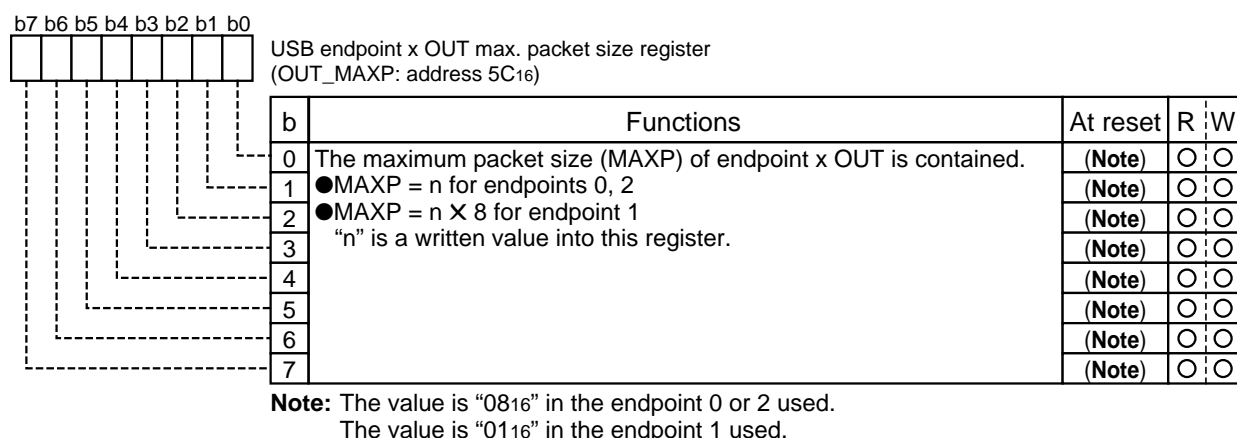 b7 b6 b5 b4 b3 b2 b1 b0
USB endpoint x OUT max. packet size register
(OUT_MAXP: address 5C16)
b Functions At reset R W
0 The maximum packet size (MAXP) of endpoint x OUT is contained. (Note) O O
1 ●MAXP = n for endpoints 0, 2 (Note) O O
2 ●MAXP = n ✕ 8 for endpoint 1 (Note) O O
3 “n” is a written value into this register. (Note) O O
4 (Note) O O
5 (Note) O O
6 (Note) O O
7 (Note) O O
Note: The value is “0816” in the endpoint 0 or 2 used.
The value is “0116” in the endpoint 1 used.